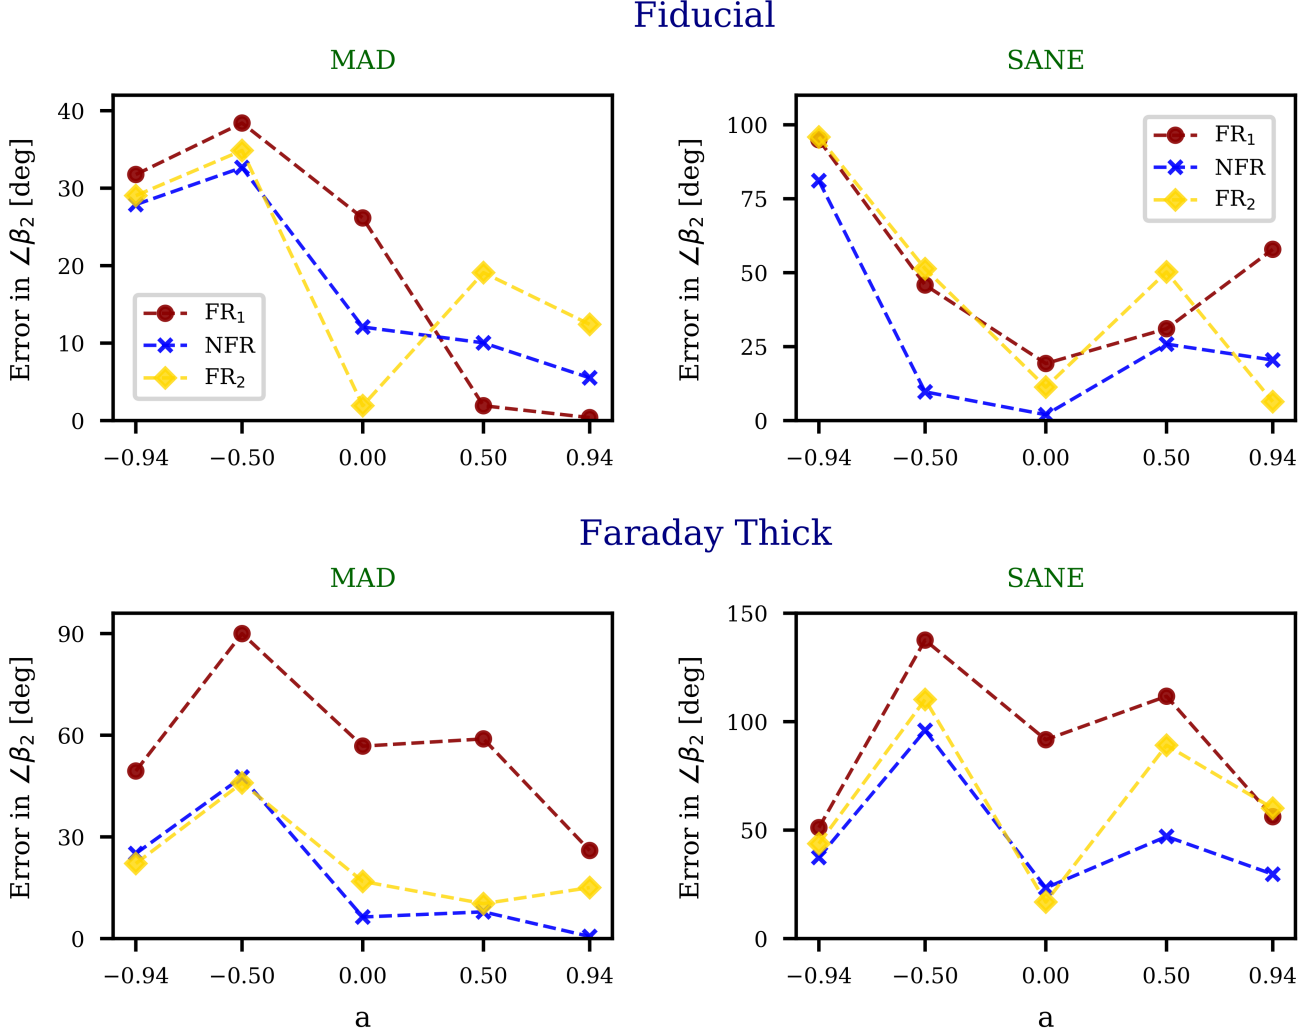 Fiducial
MAD
SANE
Error in ∠β₂ [deg]
40
30
20
10
0
FR₁
NFR
FR₂
−0.94
−0.50
0.00
0.50
0.94
Error in ∠β₂ [deg]
100
75
50
25
0
FR₁
NFR
FR₂
−0.94
−0.50
0.00
0.50
0.94
Faraday Thick
MAD
SANE
Error in ∠β₂ [deg]
90
60
30
0
−0.94
−0.50
0.00
0.50
0.94
a
Error in ∠β₂ [deg]
150
100
50
0
−0.94
−0.50
0.00
0.50
0.94
a